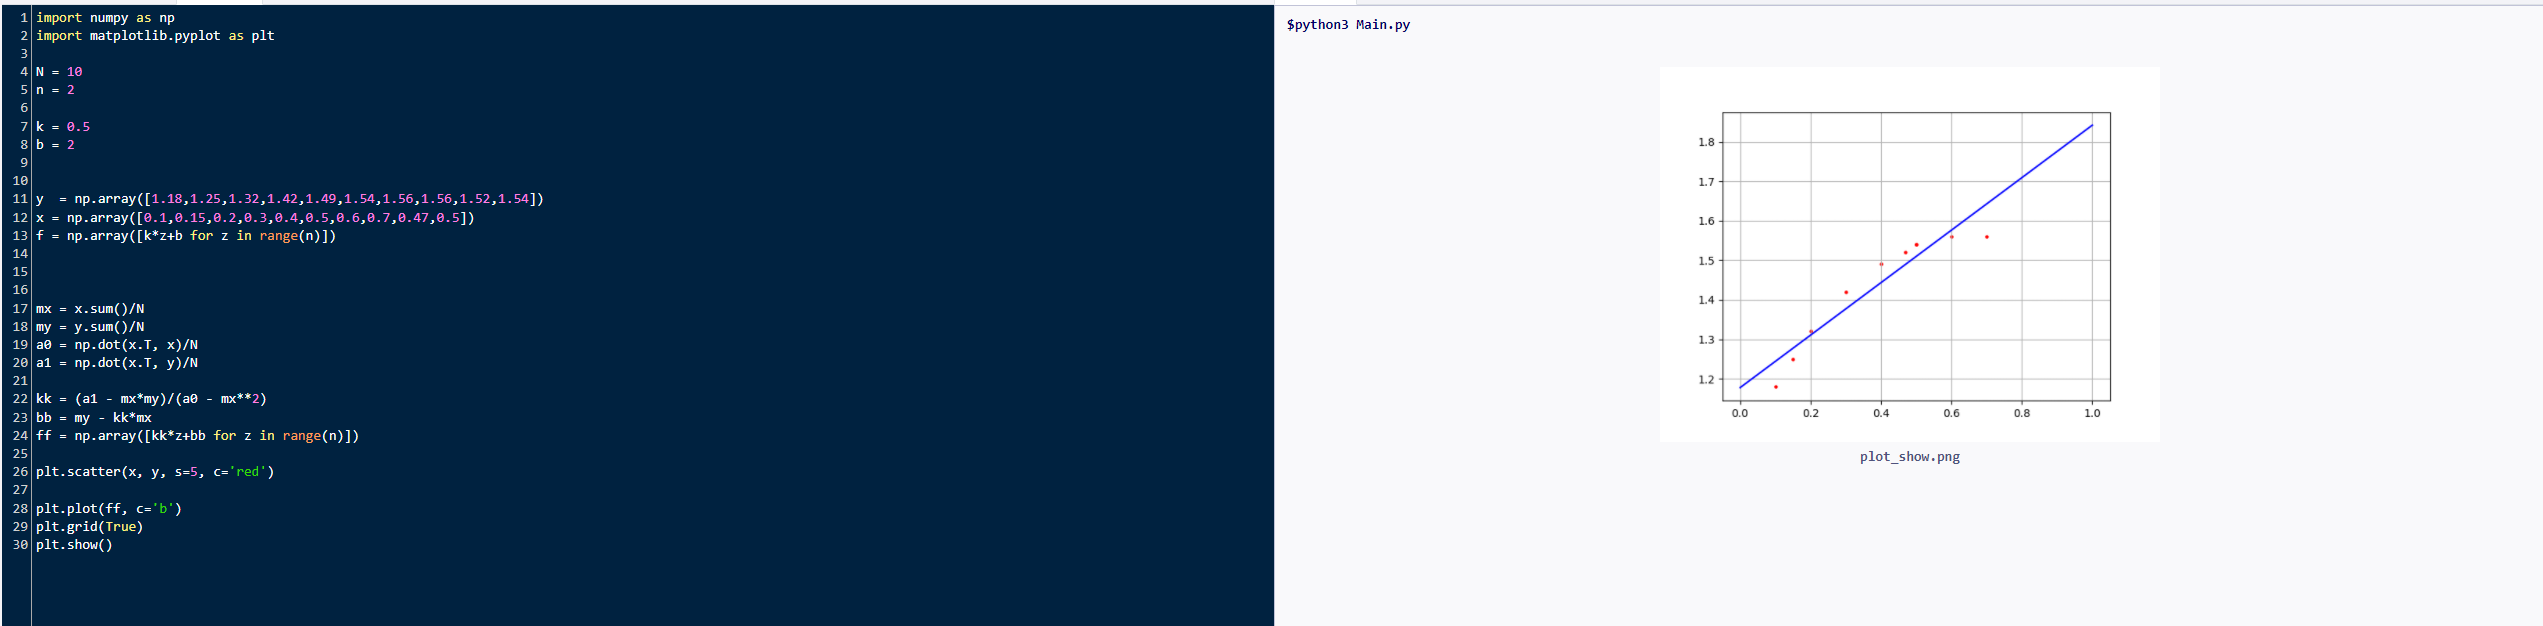 1 import numpy as np
2 import matplotlib.pyplot as plt
3
4 N = 10
5 n = 2
6
7 k = 0.5
8 b = 2
9
10
11 y  = np.array([1.18,1.25,1.32,1.42,1.49,1.54,1.56,1.56,1.52,1.54])
12 x = np.array([0.1,0.15,0.2,0.3,0.4,0.5,0.6,0.7,0.47,0.5])
13 f = np.array([k*z+b for z in range(n)])
14
15
16
17 mx = x.sum()/N
18 my = y.sum()/N
19 a0 = np.dot(x.T, x)/N
20 a1 = np.dot(x.T, y)/N
21
22 kk = (a1 - mx*my)/(a0 - mx**2)
23 bb = my - kk*mx
24 ff = np.array([kk*z+bb for z in range(n)])
25
26 plt.scatter(x, y, s=5, c='red')
27
28 plt.plot(ff, c='b')
29 plt.grid(True)
30 plt.show()
$python3 Main.py
1.8
1.7
1.6
1.5
1.4
1.3
1.2
0.0 0.2 0.4 0.6 0.8 1.0
plot_show.png